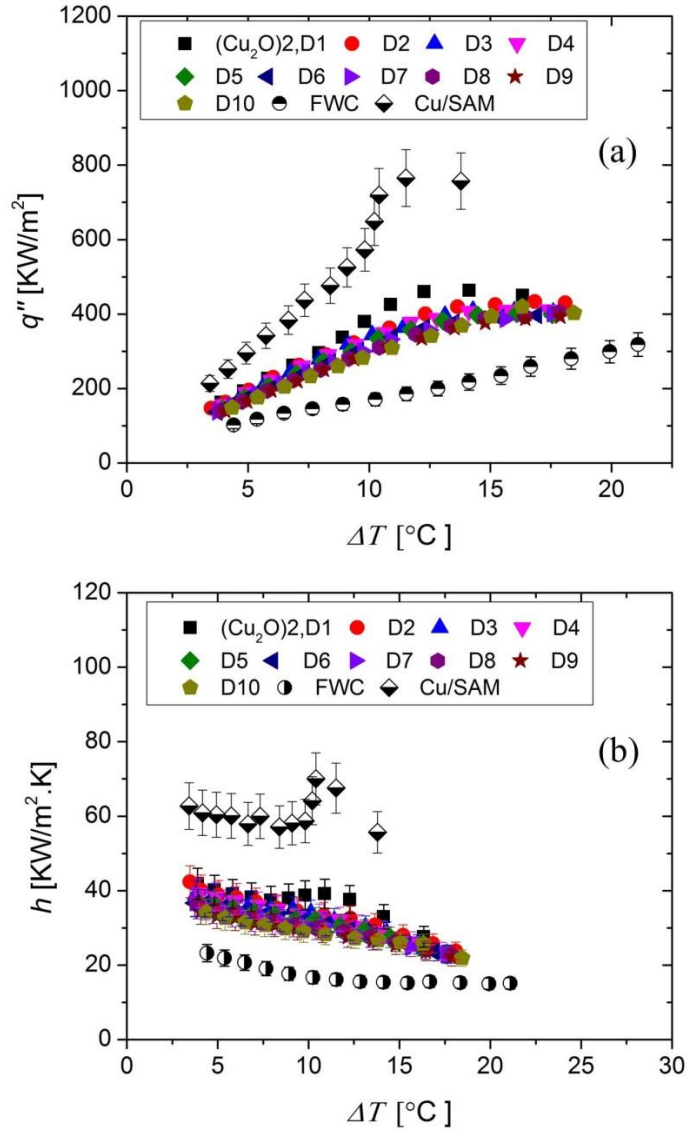 1200
1000
800
600
400
200
0
q" [KW/m²]
(Cu₂O)2,D1 D2 D3 D4
D5 D6 D7 D8 D9
D10 FWC Cu/SAM
(a)
0 5 10 15 20
ΔT [°C]
120
100
80
60
40
20
0
h [KW/m².K]
(Cu₂O)2,D1 D2 D3 D4
D5 D6 D7 D8 D9
D10 FWC Cu/SAM
(b)
0 5 10 15 20 25 30
ΔT [°C]